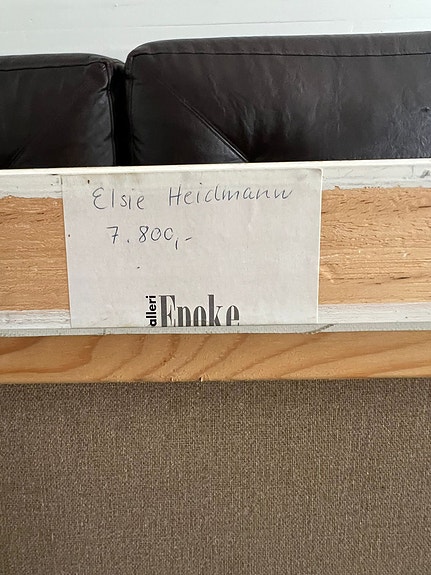 Elsie Heidmann
7.800,-
alleri Epoke